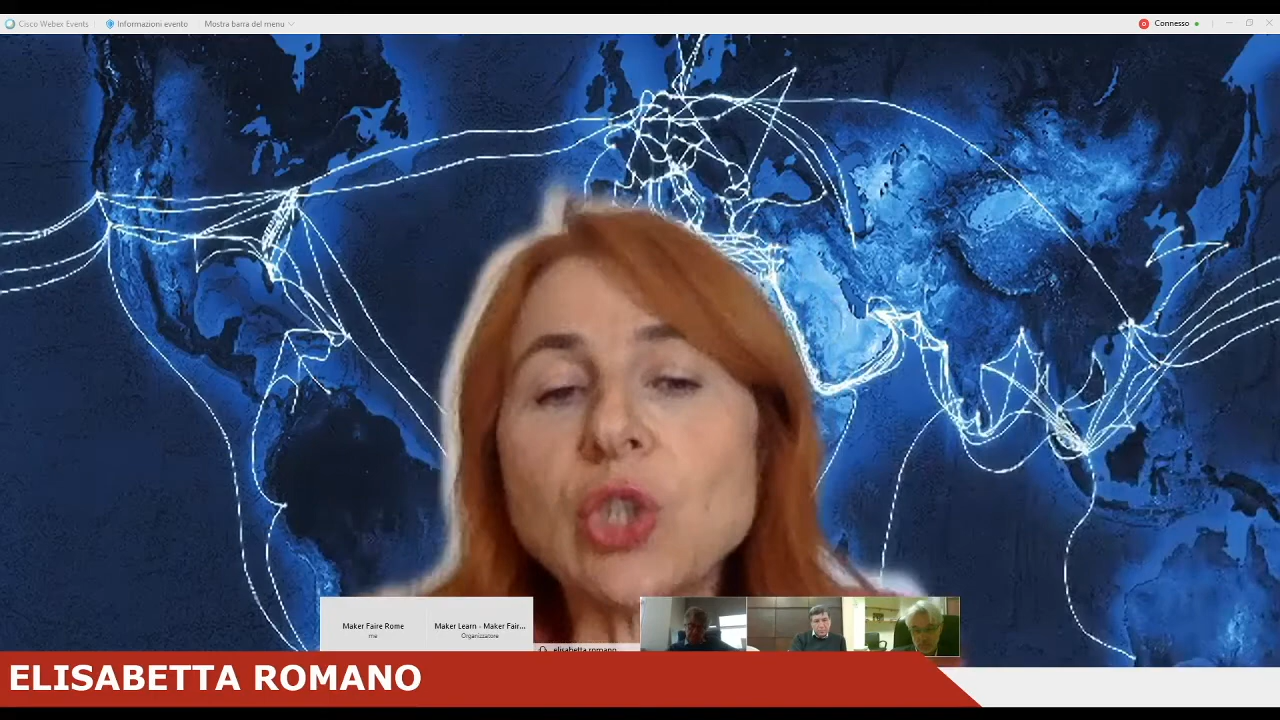 Cisco Webex Events
Informazioni evento
Mostra barra del menu
Connesso
Maker Faire Rome
me
Maker Learn - Maker Fair...
Organizzatore
elisabetta romano
ELISABETTA ROMANO